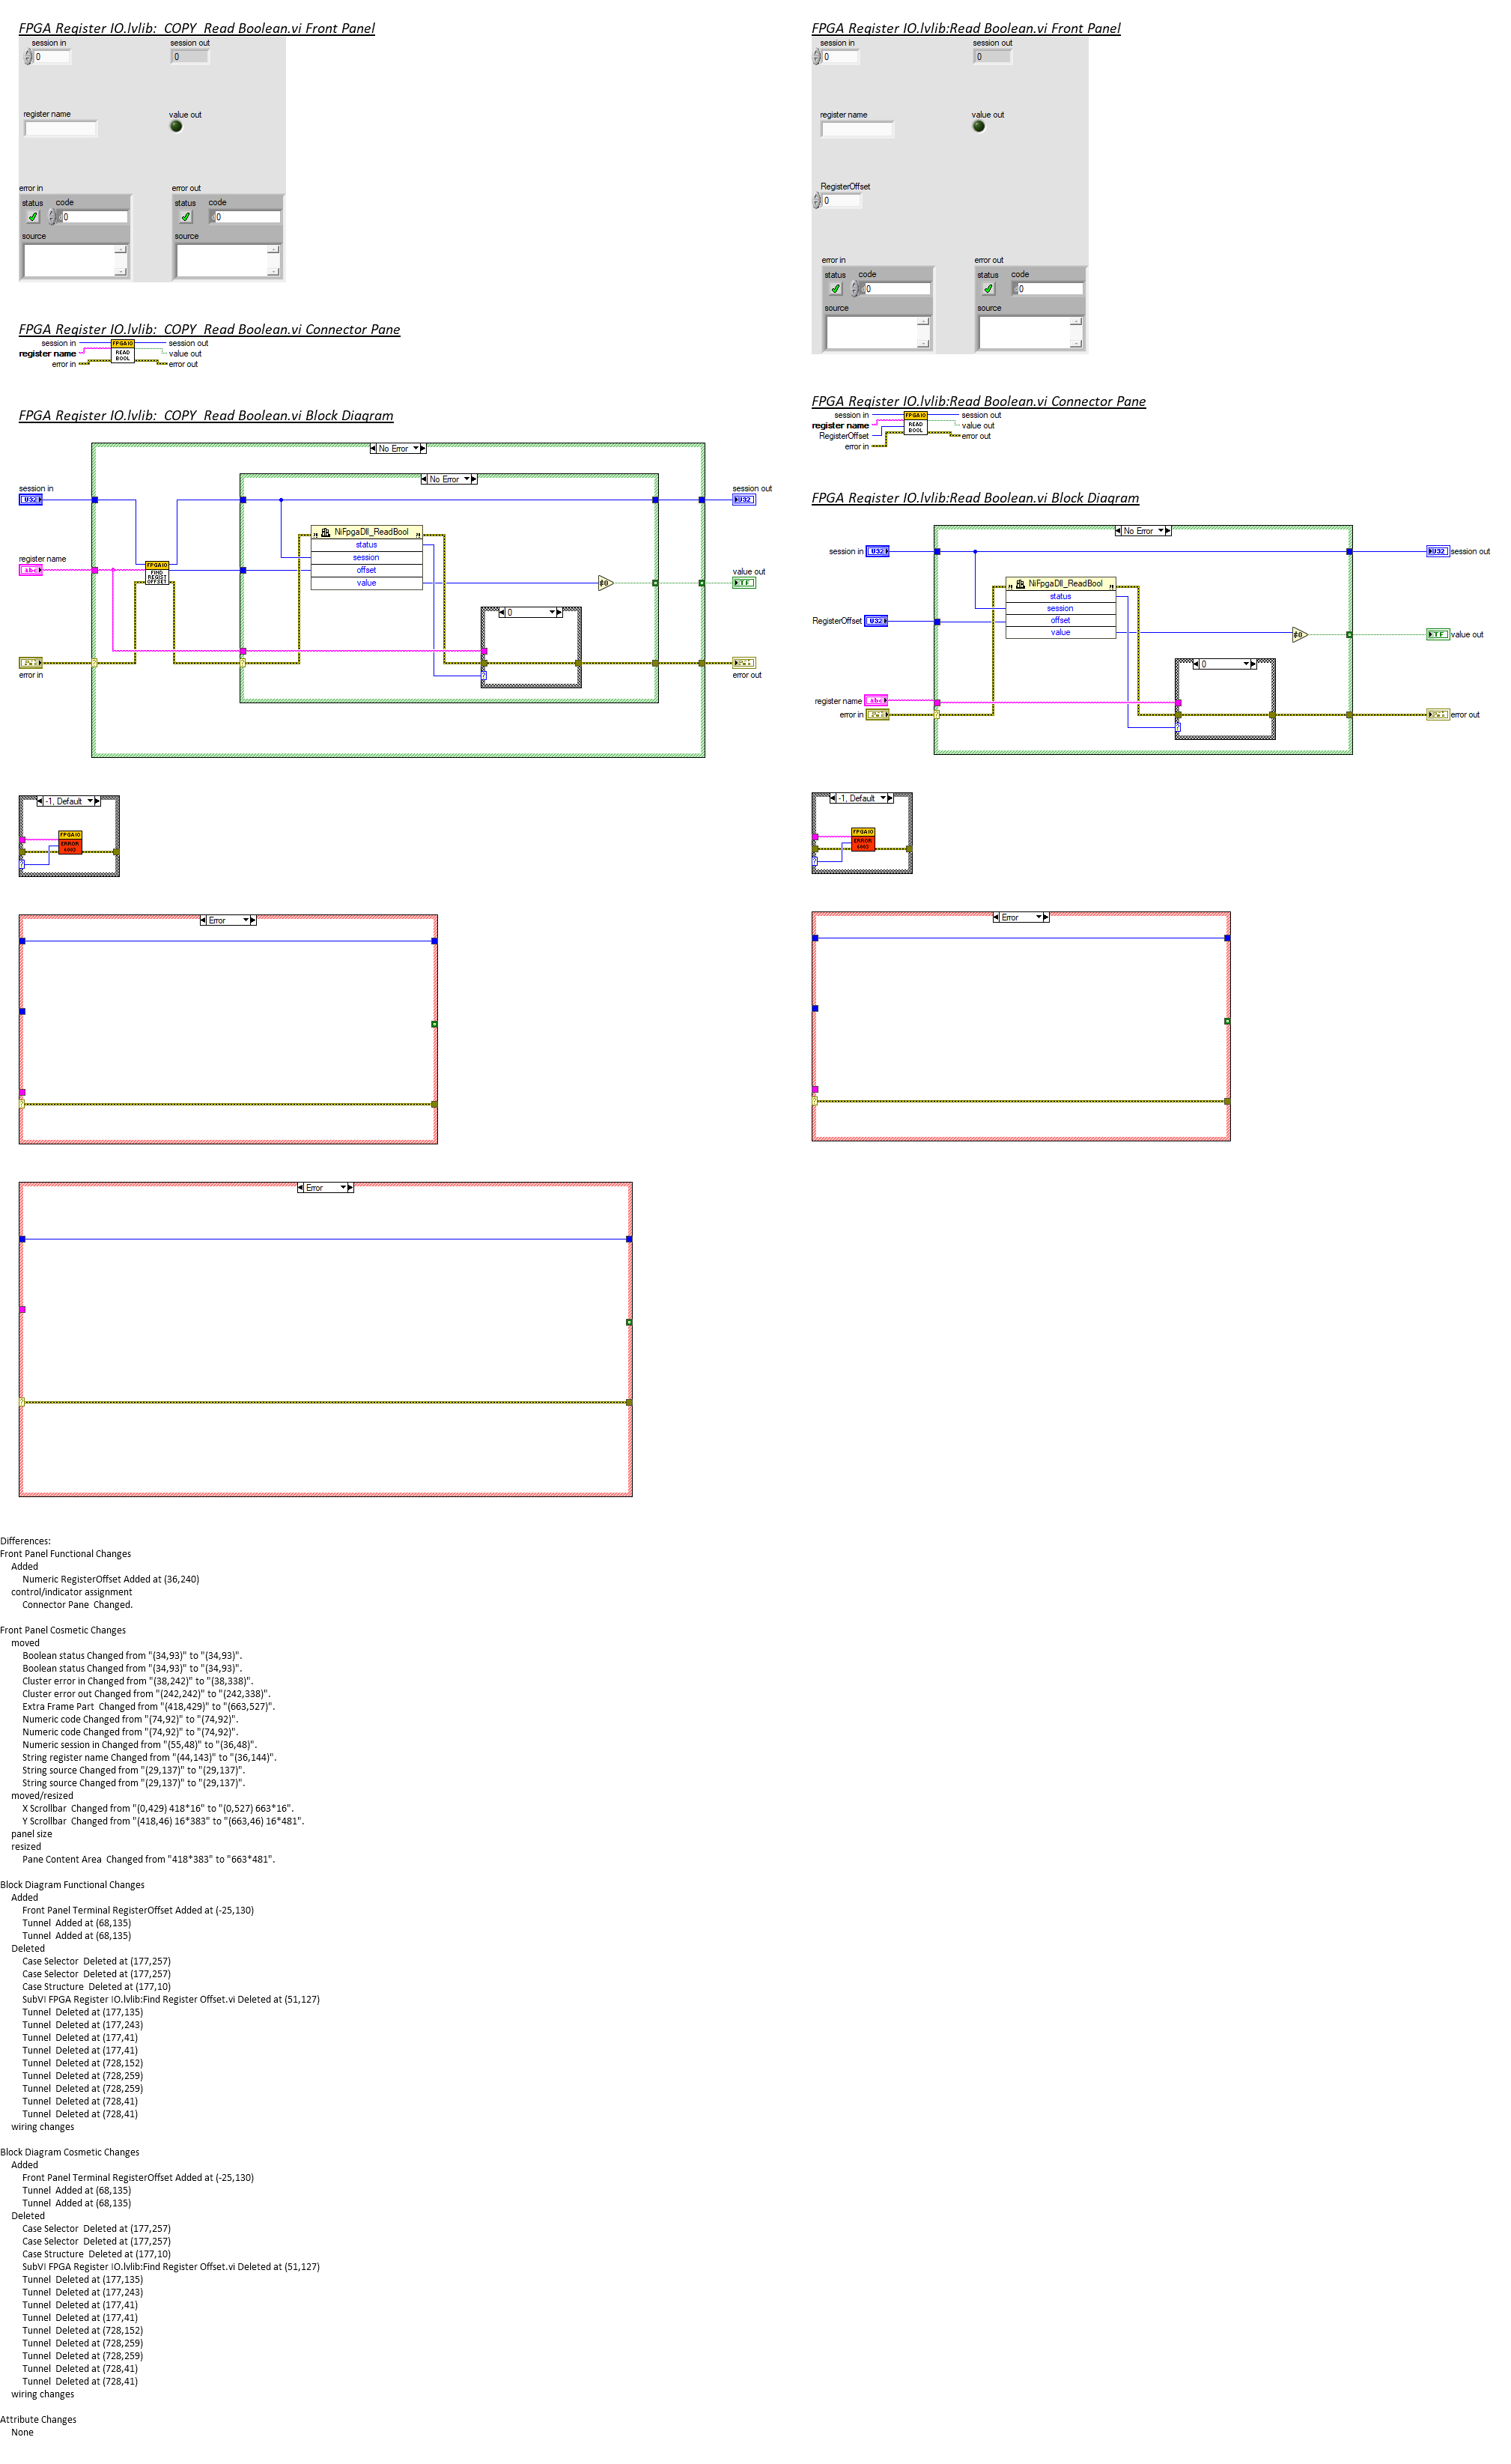 FPGA Register IO.lvlib:  COPY  Read Boolean.vi Front Panel
session in
session out
0
0
register name
value out
error in
error out
status
code
status
code
0
0
source
source
FPGA Register IO.lvlib:  COPY  Read Boolean.vi Connector Pane
session in
FPGAIO
session out
register name
READ
BOOL
value out
error in
error out
FPGA Register IO.lvlib:  COPY  Read Boolean.vi Block Diagram
No Error
No Error
session in
U32
session out
U32
NiFpgaDll_ReadBool
status
session
offset
value
register name
abc
FPGAIO
FIND
REGIST
OFFSET
≠0
value out
TF
0
error in
error out
-1, Default
FPGAIO
ERROR
Error
Error
FPGA Register IO.lvlib:Read Boolean.vi Front Panel
session in
session out
0
0
register name
value out
RegisterOffset
0
error in
error out
status
code
status
code
0
0
source
source
FPGA Register IO.lvlib:Read Boolean.vi Connector Pane
session in
FPGAIO
session out
register name
READ
BOOL
value out
RegisterOffset
error out
error in
FPGA Register IO.lvlib:Read Boolean.vi Block Diagram
No Error
session in
U32
U32
session out
NiFpgaDll_ReadBool
status
session
offset
value
RegisterOffset
U32
≠0
TF
value out
0
register name
abc
error in
error out
-1, Default
FPGAIO
ERROR
Error
Differences:
Front Panel Functional Changes
Added
Numeric RegisterOffset Added at (36,240)
control/indicator assignment
Connector Pane  Changed.
Front Panel Cosmetic Changes
moved
Boolean status Changed from "(34,93)" to "(34,93)".
Boolean status Changed from "(34,93)" to "(34,93)".
Cluster error in Changed from "(38,242)" to "(38,338)".
Cluster error out Changed from "(242,242)" to "(242,338)".
Extra Frame Part  Changed from "(418,429)" to "(663,527)".
Numeric code Changed from "(74,92)" to "(74,92)".
Numeric code Changed from "(74,92)" to "(74,92)".
Numeric session in Changed from "(55,48)" to "(36,48)".
String register name Changed from "(44,143)" to "(36,144)".
String source Changed from "(29,137)" to "(29,137)".
String source Changed from "(29,137)" to "(29,137)".
moved/resized
X Scrollbar  Changed from "(0,429) 418*16" to "(0,527) 663*16".
Y Scrollbar  Changed from "(418,46) 16*383" to "(663,46) 16*481".
panel size
resized
Pane Content Area  Changed from "418*383" to "663*481".
Block Diagram Functional Changes
Added
Front Panel Terminal RegisterOffset Added at (-25,130)
Tunnel  Added at (68,135)
Tunnel  Added at (68,135)
Deleted
Case Selector  Deleted at (177,257)
Case Selector  Deleted at (177,257)
Case Structure  Deleted at (177,10)
SubVI FPGA Register IO.lvlib:Find Register Offset.vi Deleted at (51,127)
Tunnel  Deleted at (177,135)
Tunnel  Deleted at (177,243)
Tunnel  Deleted at (177,41)
Tunnel  Deleted at (177,41)
Tunnel  Deleted at (728,152)
Tunnel  Deleted at (728,259)
Tunnel  Deleted at (728,259)
Tunnel  Deleted at (728,41)
Tunnel  Deleted at (728,41)
wiring changes
Block Diagram Cosmetic Changes
Added
Front Panel Terminal RegisterOffset Added at (-25,130)
Tunnel  Added at (68,135)
Tunnel  Added at (68,135)
Deleted
Case Selector  Deleted at (177,257)
Case Selector  Deleted at (177,257)
Case Structure  Deleted at (177,10)
SubVI FPGA Register IO.lvlib:Find Register Offset.vi Deleted at (51,127)
Tunnel  Deleted at (177,135)
Tunnel  Deleted at (177,243)
Tunnel  Deleted at (177,41)
Tunnel  Deleted at (177,41)
Tunnel  Deleted at (728,152)
Tunnel  Deleted at (728,259)
Tunnel  Deleted at (728,259)
Tunnel  Deleted at (728,41)
Tunnel  Deleted at (728,41)
wiring changes
Attribute Changes
None